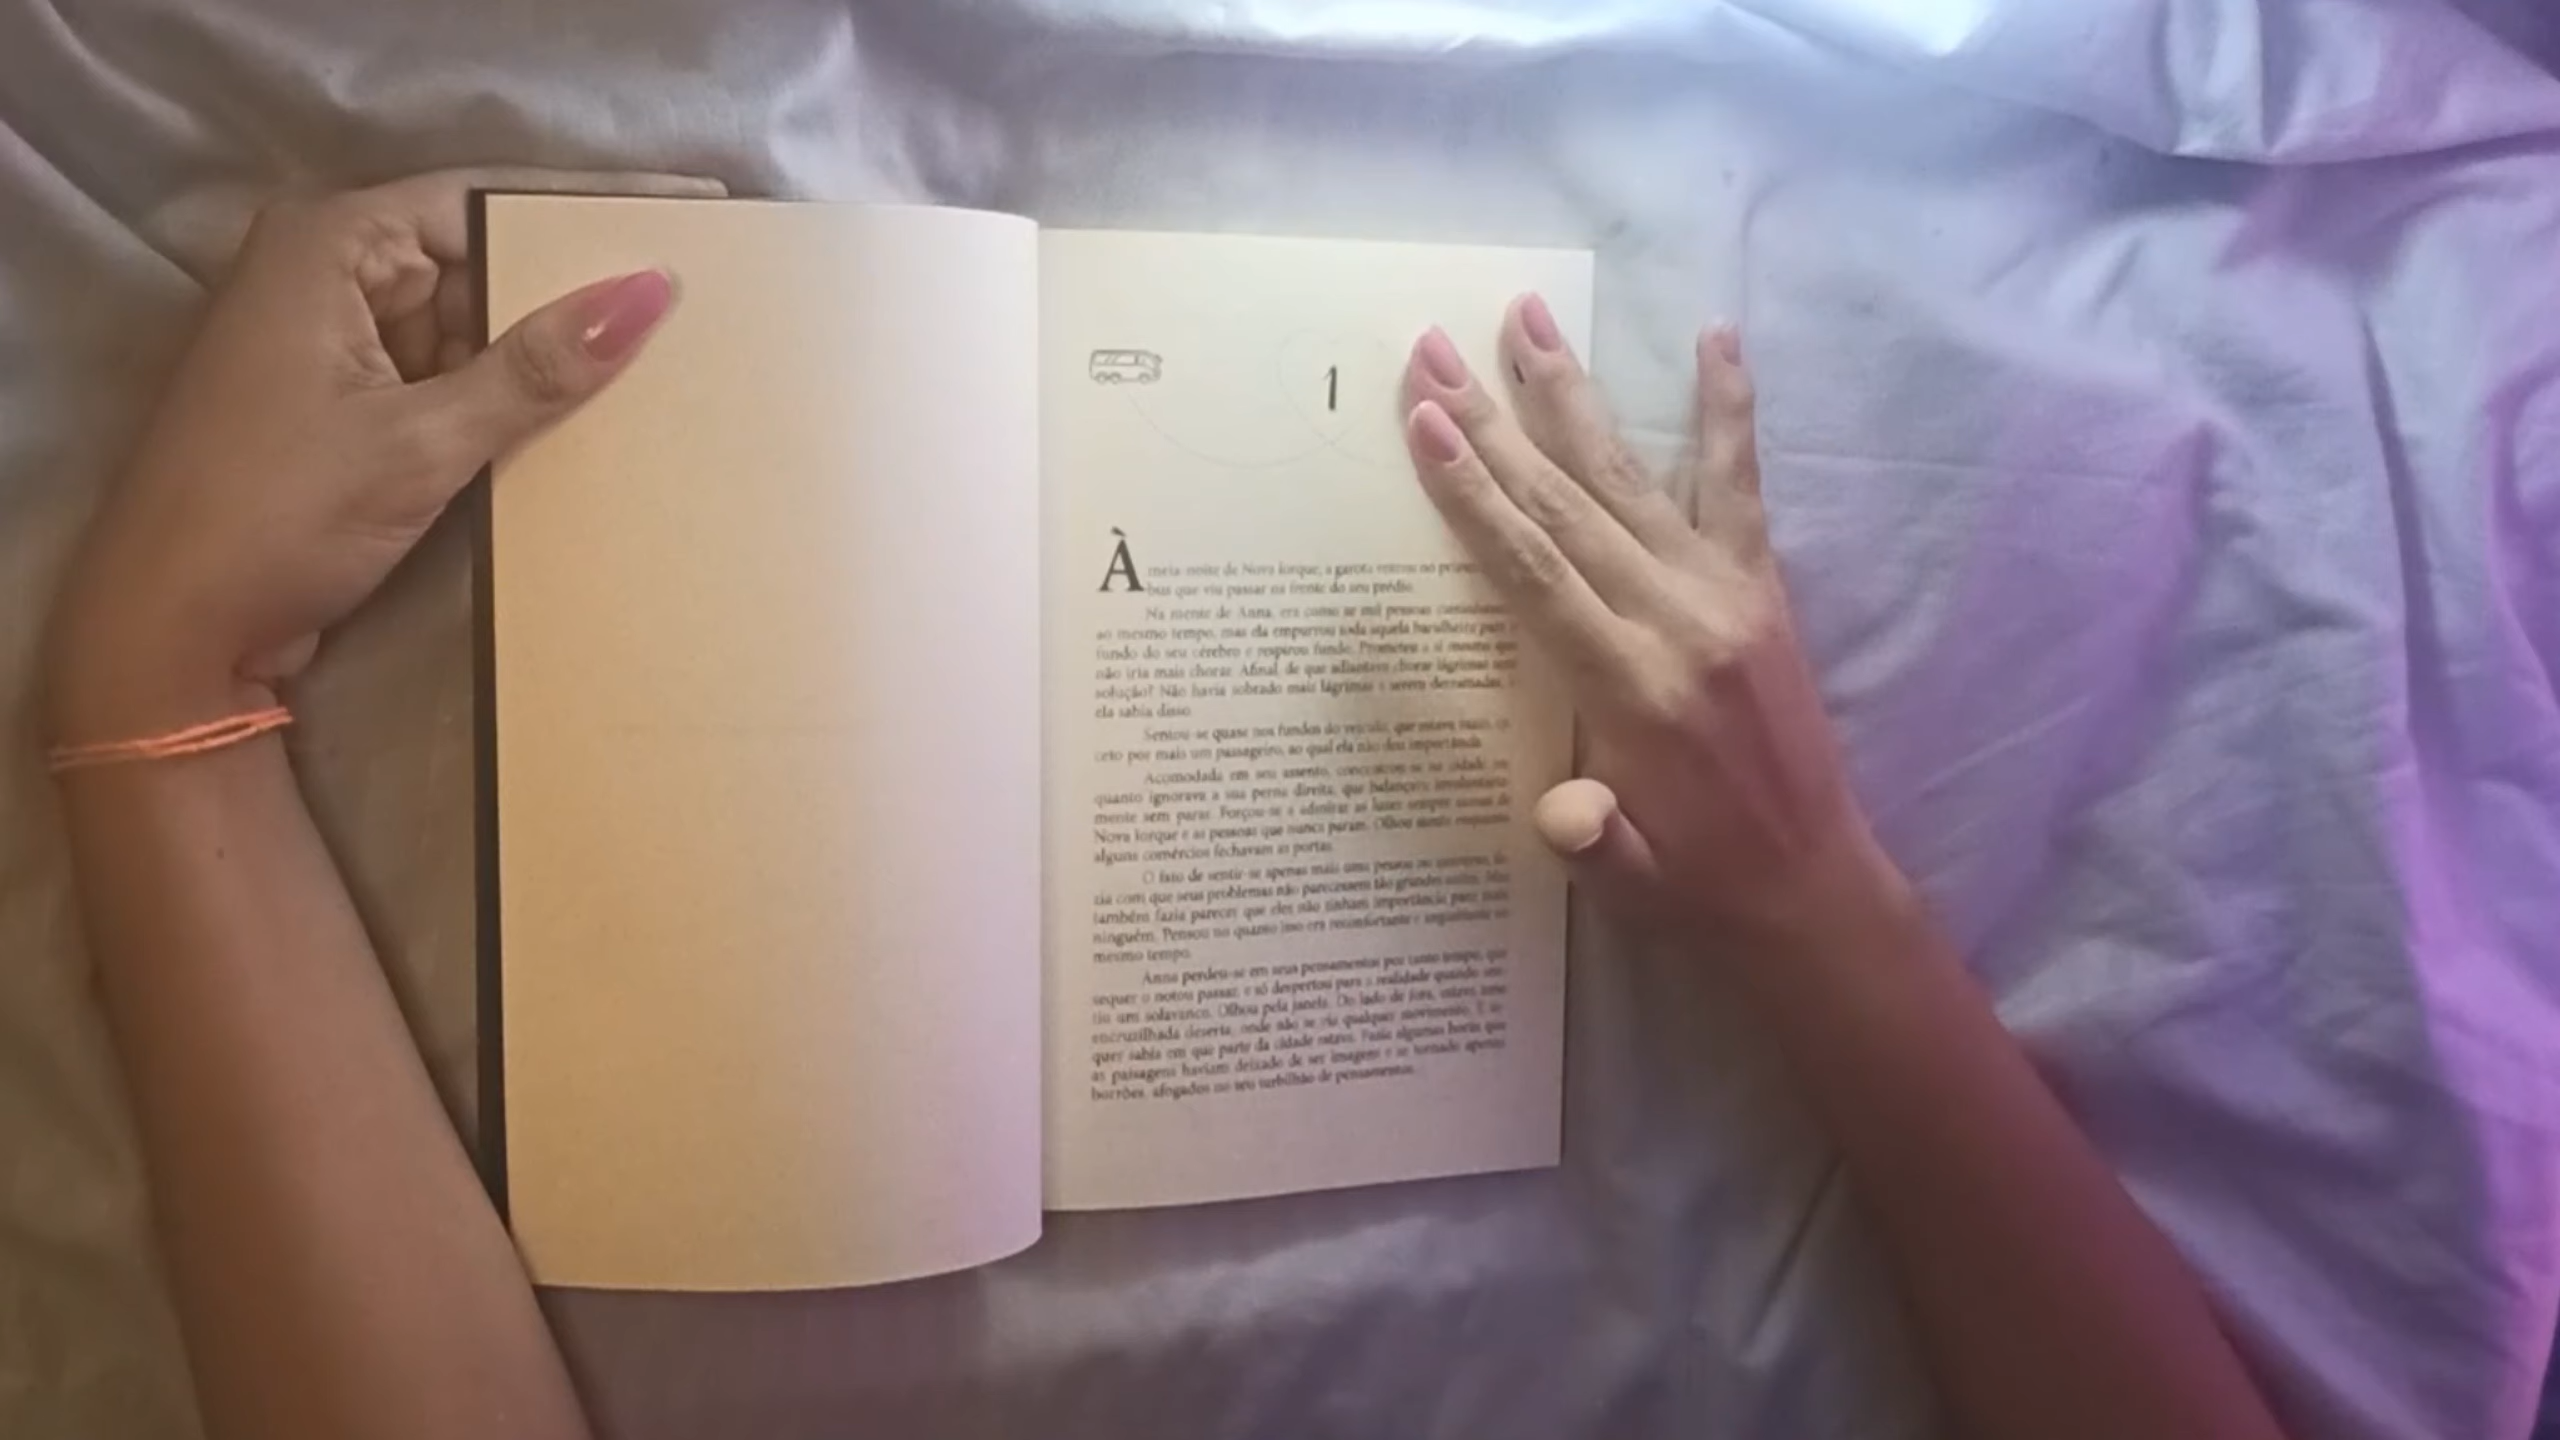 1
À meia-noite de Nova Iorque, a garota entrou no
bus que viu passar na frente do seu prédio.
Na mente de Anna, era como se mil pessoas
ao mesmo tempo, mas ela empurrou toda aquela barulheira para
fundo do seu cérebro e respirou fundo. Prometeu a si mesma que
não iria mais chorar. Afinal, de que adiantava chorar lágrimas sem
solução? Não havia sobrado mais lágrimas a serem derramadas,
ela sabia disso.
Sentou-se quase nos fundos do veículo, que estava vazio,
ceto por mais um passageiro, ao qual ela não deu importância.
Acomodada em seu assento, concentrou-se na cidade en
quanto ignorava a sua perna direita, que balançava involuntaria
mente sem parar. Forçou-se a admirar as luzes sempre acesas de
Nova Iorque e as pessoas que nunca param. Olhou atenta enquanto
alguns comércios fechavam as portas.
O fato de sentir-se apenas mais uma pessoa no universo, fa
zia com que seus problemas não parecessem tão grandes assim. Mas
também fazia parecer que eles não tinham importância para mais
ninguém. Pensou no quanto isso era reconfortante e angustiante ao
mesmo tempo.
Anna perdeu-se em seus pensamentos por tanto tempo, que
sequer o notou passar, e só despertou para a realidade quando sen
tiu um solavanco. Olhou pela janela. Do lado de fora, estava uma
encruzilhada deserta, onde não se via qualquer movimento. E se
quer sabia em que parte da cidade estava. Fazia algumas horas que
as paisagens haviam deixado de ser imagens e se tornado apenas
borrões, afogados no seu turbilhão de pensamentos.